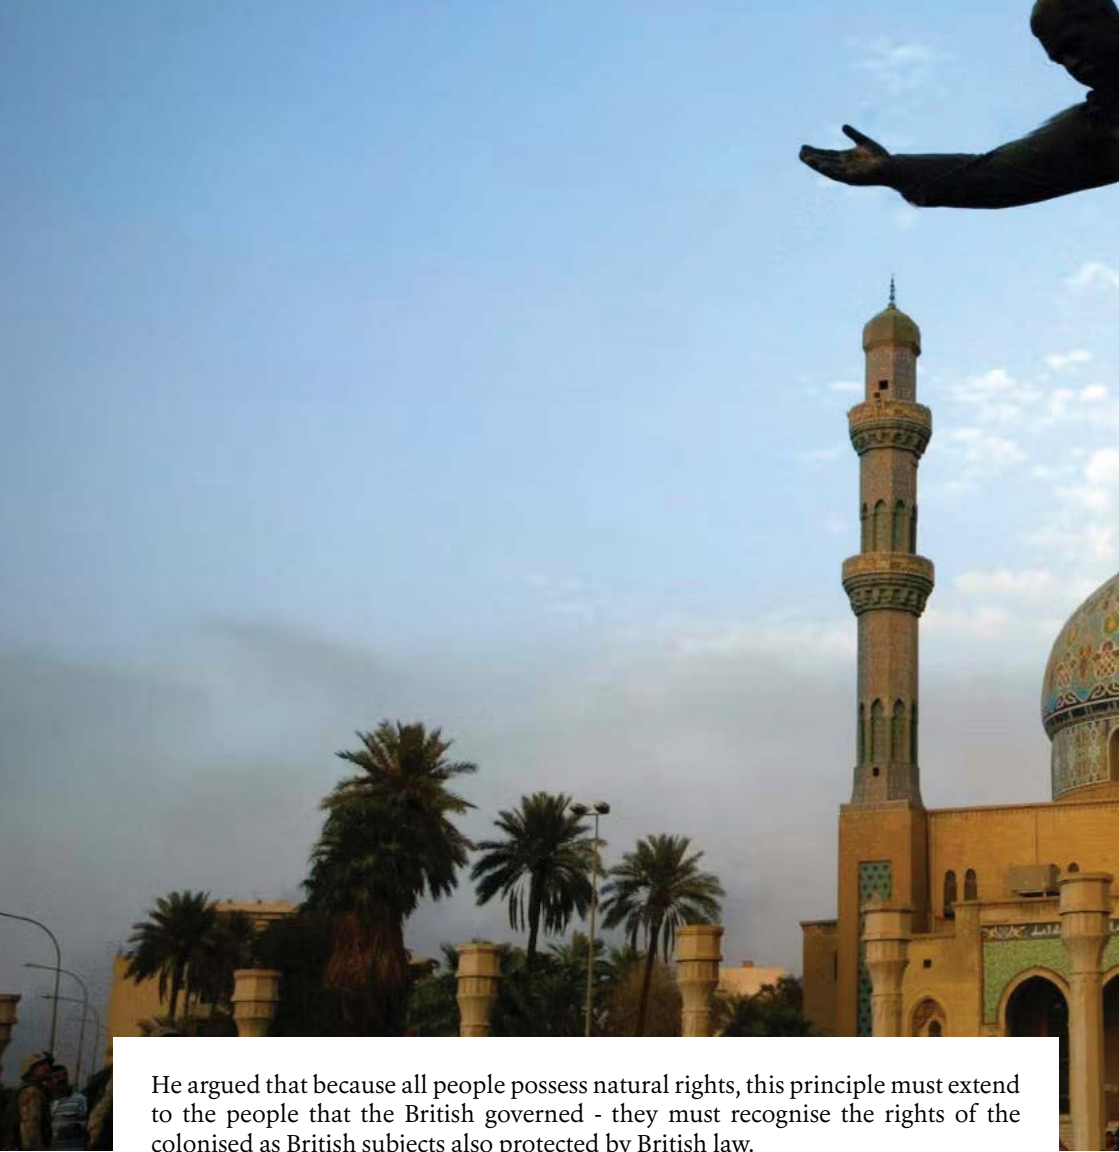 He argued that because all people possess natural rights, this principle must extend
to the people that the British governed - they must recognise the rights of the
colonised as British subjects also protected by British law.